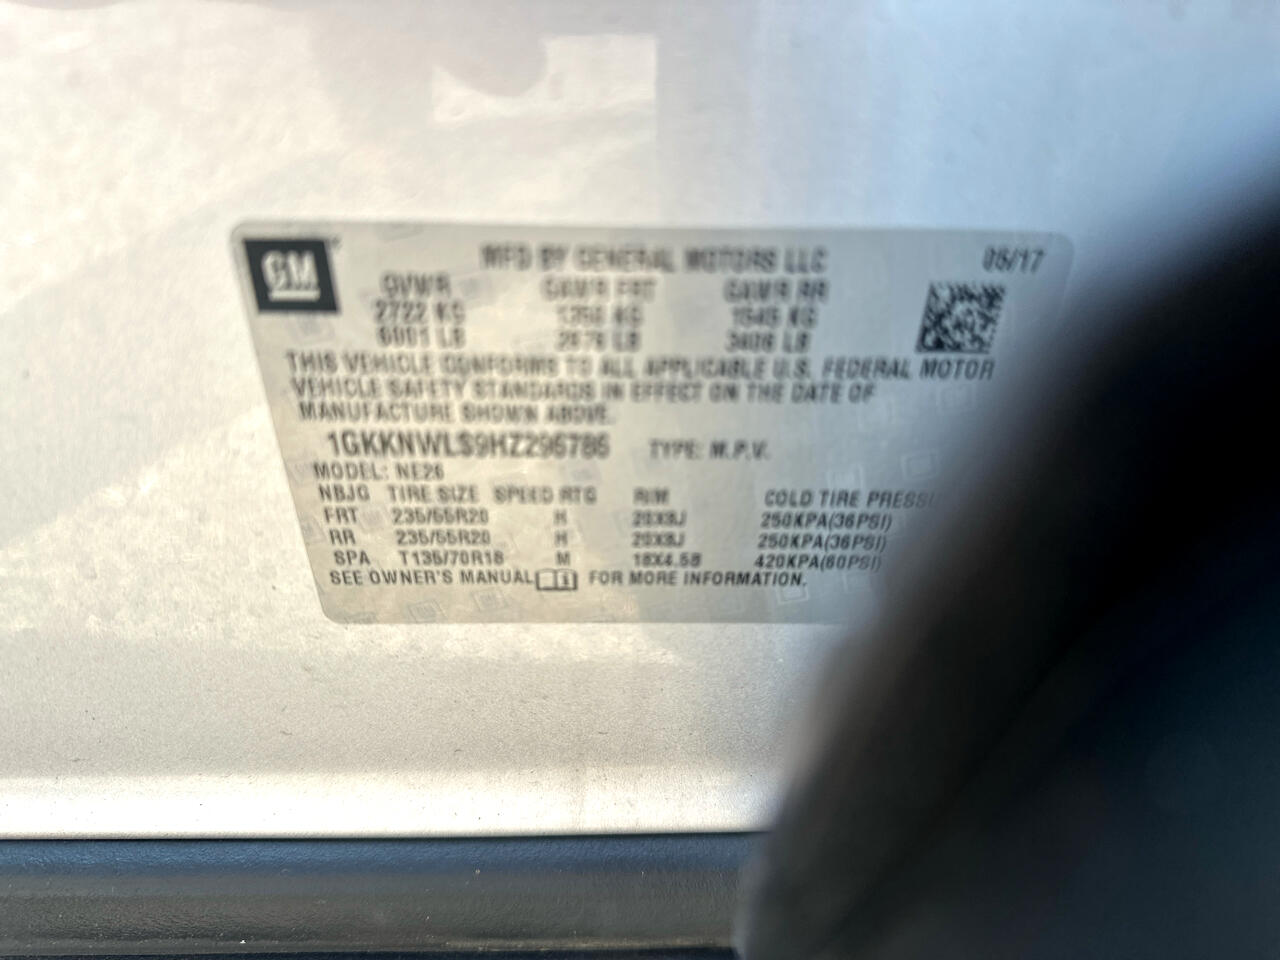 GM
MFD BY GENERAL MOTORS LLC 05/17
GVWR GAWR FRT GAWR RR
2722 KG KG 1545 KG
6001 LB LB 3406 LB
THIS VEHICLE CONFORMS TO ALL APPLICABLE U.S. FEDERAL MOTOR
VEHICLE SAFETY STANDARDS IN EFFECT ON THE DATE OF
MANUFACTURE SHOWN ABOVE.
1GKKNWLS9HZ296786 TYPE: M.P.V.
MODEL: NE26
NBJG TIRE SIZE SPEED RTG RIM COLD TIRE PRESSU
FRT 235/55R20 H 20X8J 250KPA(36PSI)
RR 235/55R20 H 20X8J 250KPA(36PSI)
SPA T135/70R18 M 18X4.5B 420KPA(60PSI)
SEE OWNER'S MANUAL FOR MORE INFORMATION.